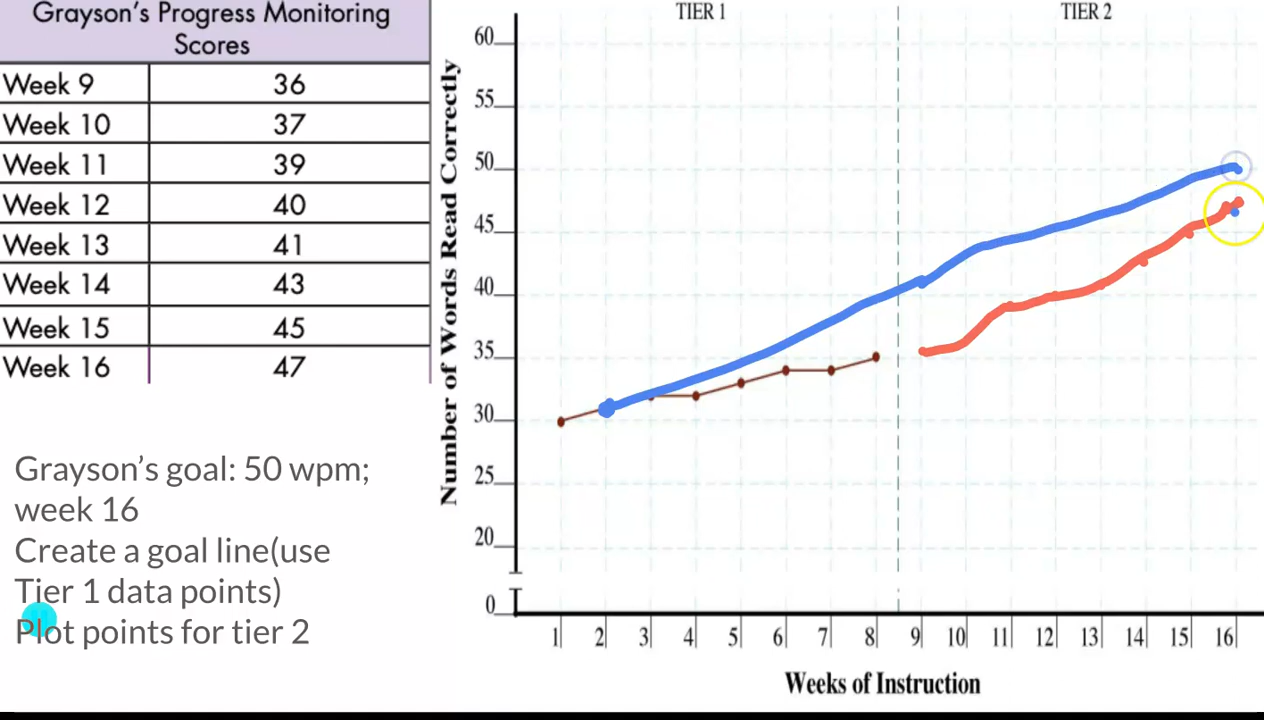 Grayson's Progress Monitoring
Scores
Week 9 36
Week 10 37
Week 11 39
Week 12 40
Week 13 41
Week 14 43
Week 15 45
Week 16 47
Grayson's goal: 50 wpm;
week 16
Create a goal line(use
Tier 1 data points)
Plot points for tier 2
TIER 1 TIER 2
Number of Words Read Correctly
60
55
50
45
40
35
30
25
20
0
1 2 3 4 5 6 7 8 9 10 11 12 13 14 15 16
Weeks of Instruction